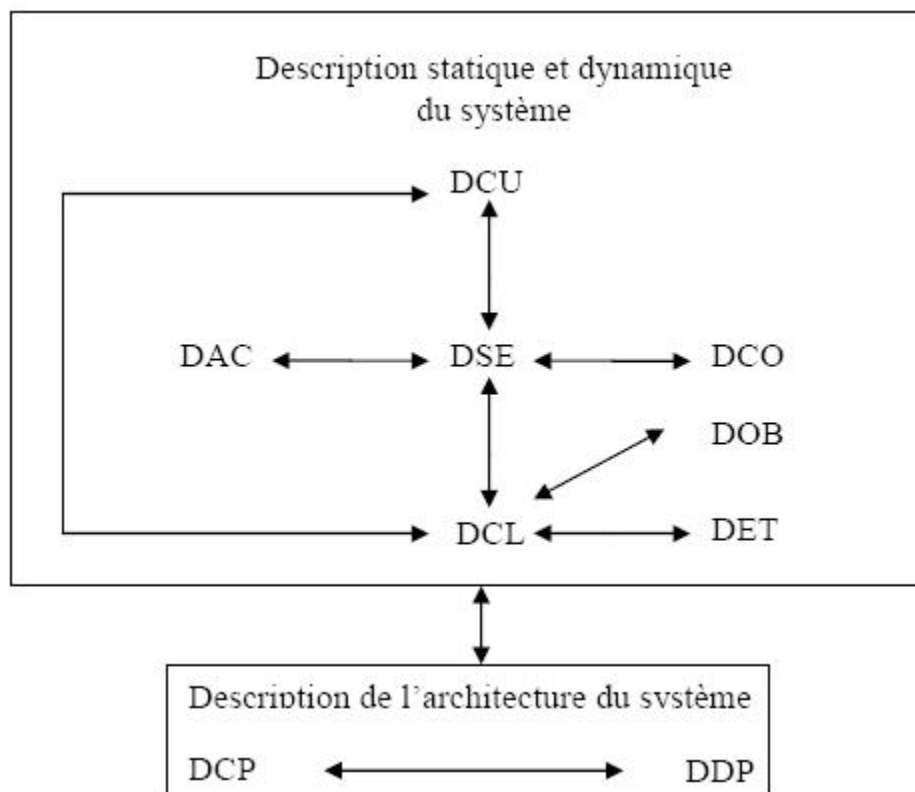 Description statique et dynamique
du système
DCU
DAC DSE DCO
DOB
DCL DET
Description de l'architecture du système
DCP DDP